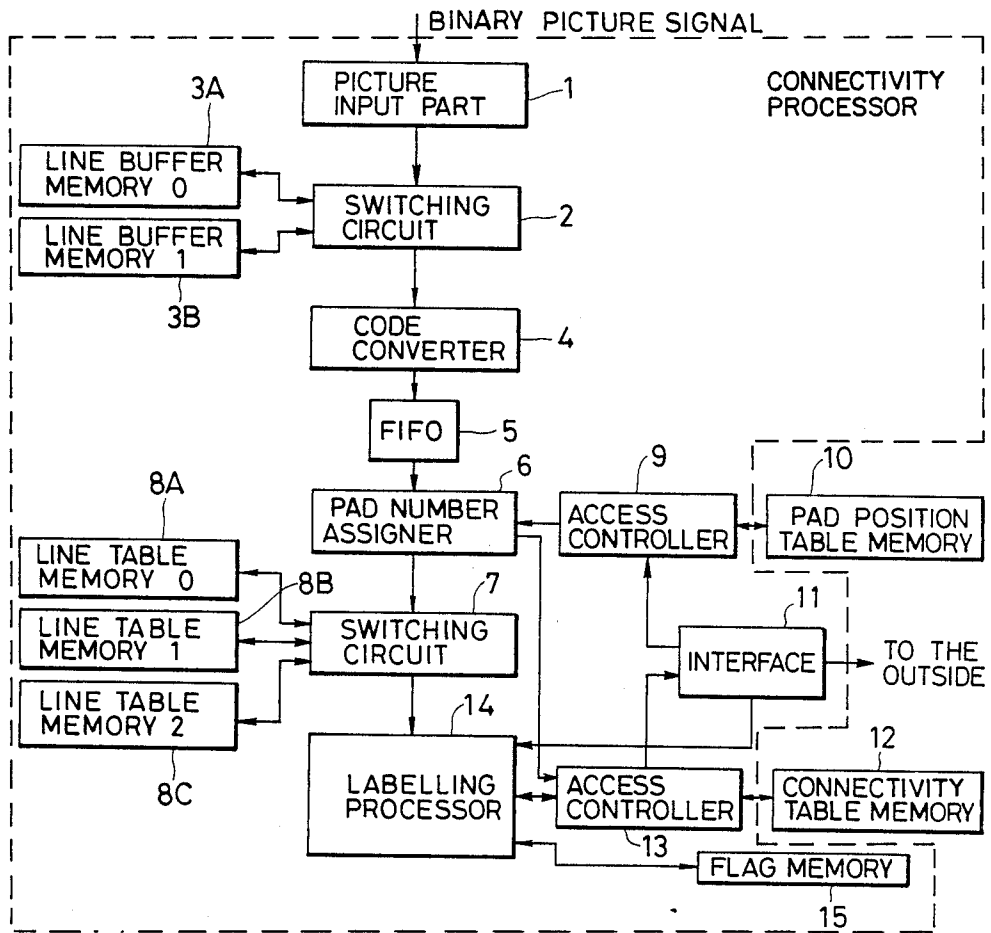 BINARY PICTURE SIGNAL
CONNECTIVITY
PROCESSOR
PICTURE
INPUT PART
1
3A
LINE BUFFER
MEMORY 0
SWITCHING
CIRCUIT
2
LINE BUFFER
MEMORY 1
3B
CODE
CONVERTER
4
FIFO
5
6
9
10
PAD NUMBER
ASSIGNER
ACCESS
CONTROLLER
PAD POSITION
TABLE MEMORY
8A
LINE TABLE
MEMORY 0
8B
7
11
LINE TABLE
MEMORY 1
SWITCHING
CIRCUIT
INTERFACE
TO THE
OUTSIDE
LINE TABLE
MEMORY 2
8C
14
12
LABELLING
PROCESSOR
ACCESS
CONTROLLER
13
CONNECTIVITY
TABLE MEMORY
FLAG MEMORY
15